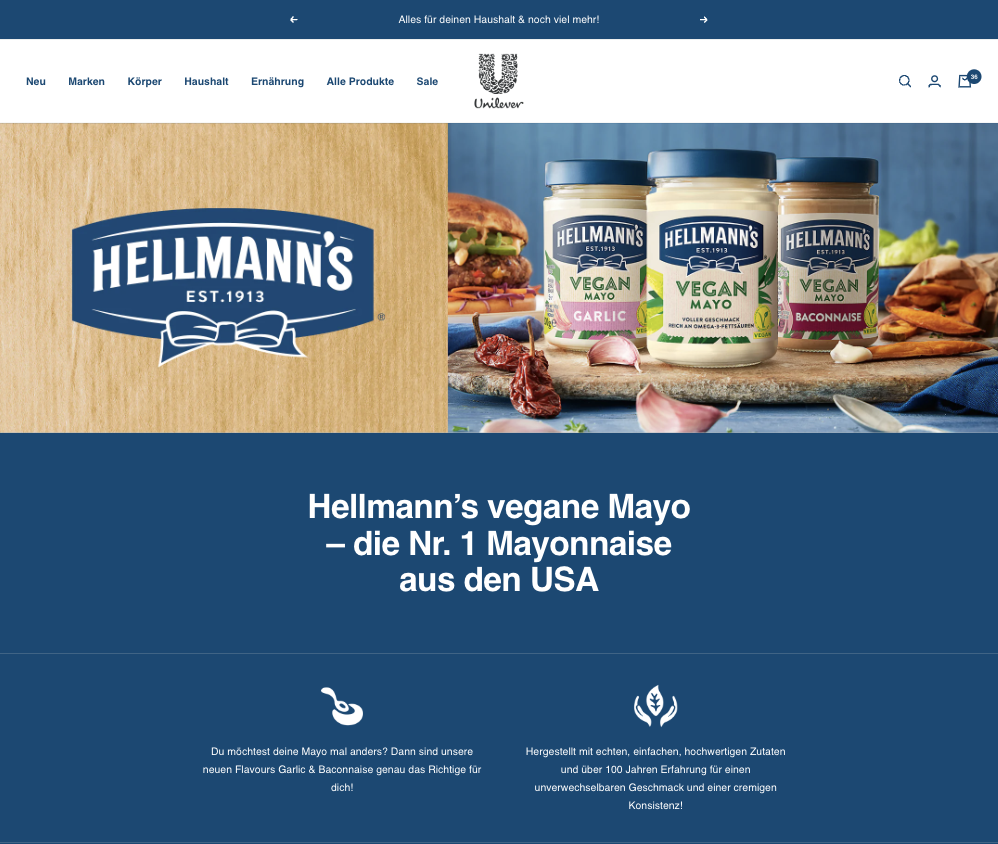 Alles für deinen Haushalt & noch viel mehr!
Neu Marken Körper Haushalt Ernährung Alle Produkte Sale
Unilever
36
HELLMANN'S
EST.1913
®
HELLMANN'S
EST.1913
VEGAN
MAYO
GARLIC
HELLMANN'S
EST.1913
VEGAN
MAYO
VOLLER GESCHMACK
REICH AN OMEGA-3-FETTSÄUREN
VEGAN
HELLMANN'S
EST.1913
VEGAN
MAYO
BACONNAISE
Hellmann’s vegane Mayo
– die Nr. 1 Mayonnaise
aus den USA
Du möchtest deine Mayo mal anders? Dann sind unsere
neuen Flavours Garlic & Baconnaise genau das Richtige für
dich!
Hergestellt mit echten, einfachen, hochwertigen Zutaten
und über 100 Jahren Erfahrung für einen
unverwechselbaren Geschmack und einer cremigen
Konsistenz!